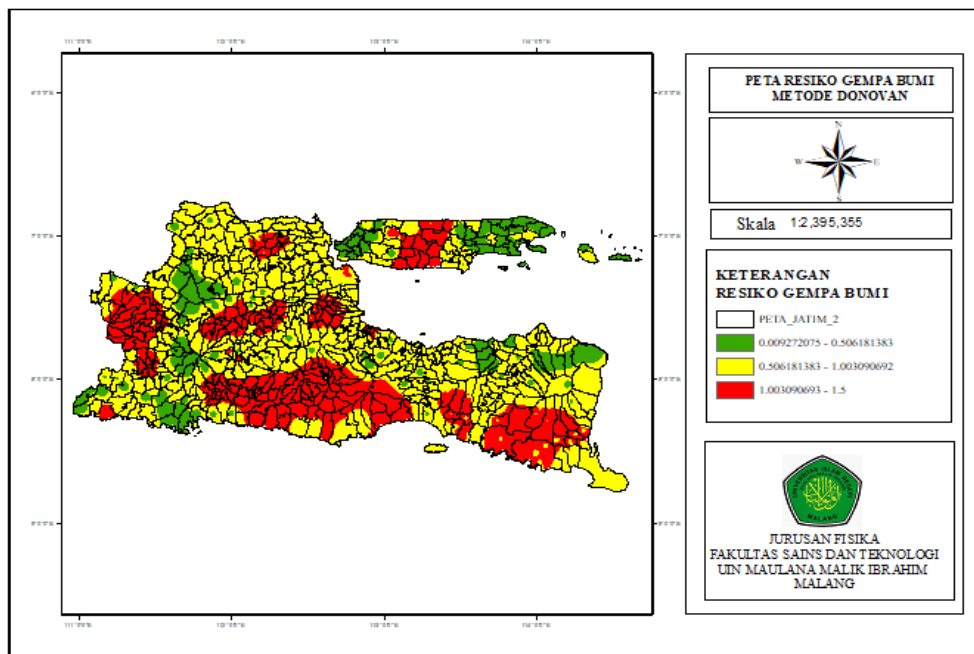 PETA RESIKO GEMPA BUMI
METODE DONOVAN
N
W E
S
Skala 1:2,395,355
KETERANGAN
RESIKO GEMPA BUMI
PETA_JATIM_2
0.009272075 - 0.506181383
0.506181383 - 1.003090692
1.003090693 - 1.5
MALANG
JURUSAN FISIKA
FAKULTAS SAINS DAN TEKNOLOGI
UIN MAULANA MALIK IBRAHIM
MALANG